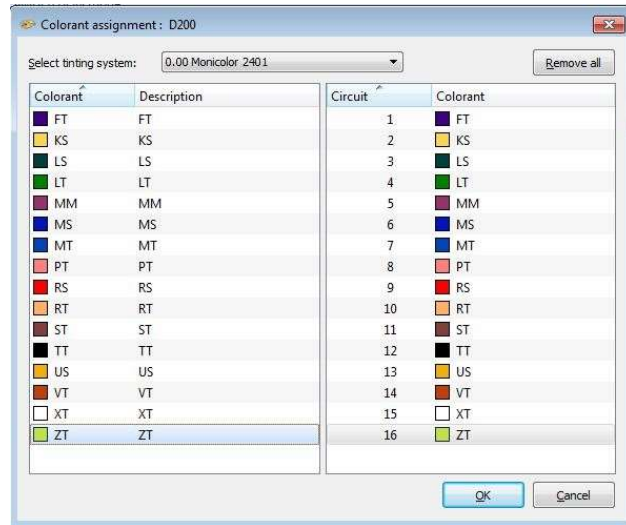 Colorant assignment : D200
Select tinting system: 0.00 Monicolor 2401 Remove all
Colorant Description Circuit Colorant
FT FT 1 FT
KS KS 2 KS
LS LS 3 LS
LT LT 4 LT
MM MM 5 MM
MS MS 6 MS
MT MT 7 MT
PT PT 8 PT
RS RS 9 RS
RT RT 10 RT
ST ST 11 ST
TT TT 12 TT
US US 13 US
VT VT 14 VT
XT XT 15 XT
ZT ZT 16 ZT
OK Cancel